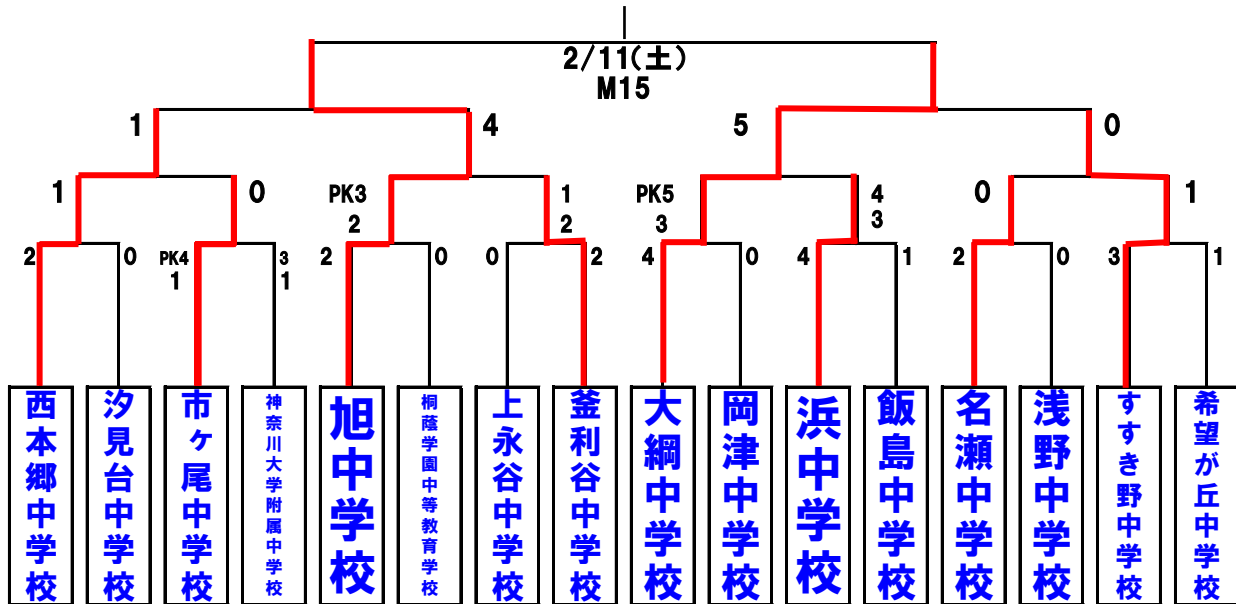 2/11(土)
M15
1
4
5
0
1
0
PK3
2
1
2
PK5
3
4
3
0
1
2
0
PK4
1
3
1
2
0
0
2
4
0
4
1
2
0
3
1
西本郷中学校
汐見台中学校
市ヶ尾中学校
神奈川大学附属中学校
旭中学校
桐蔭学園中等教育学校
上永谷中学校
釜利谷中学校
大綱中学校
岡津中学校
浜中学校
飯島中学校
名瀬中学校
浅野中学校
すすき野中学校
希望が丘中学校